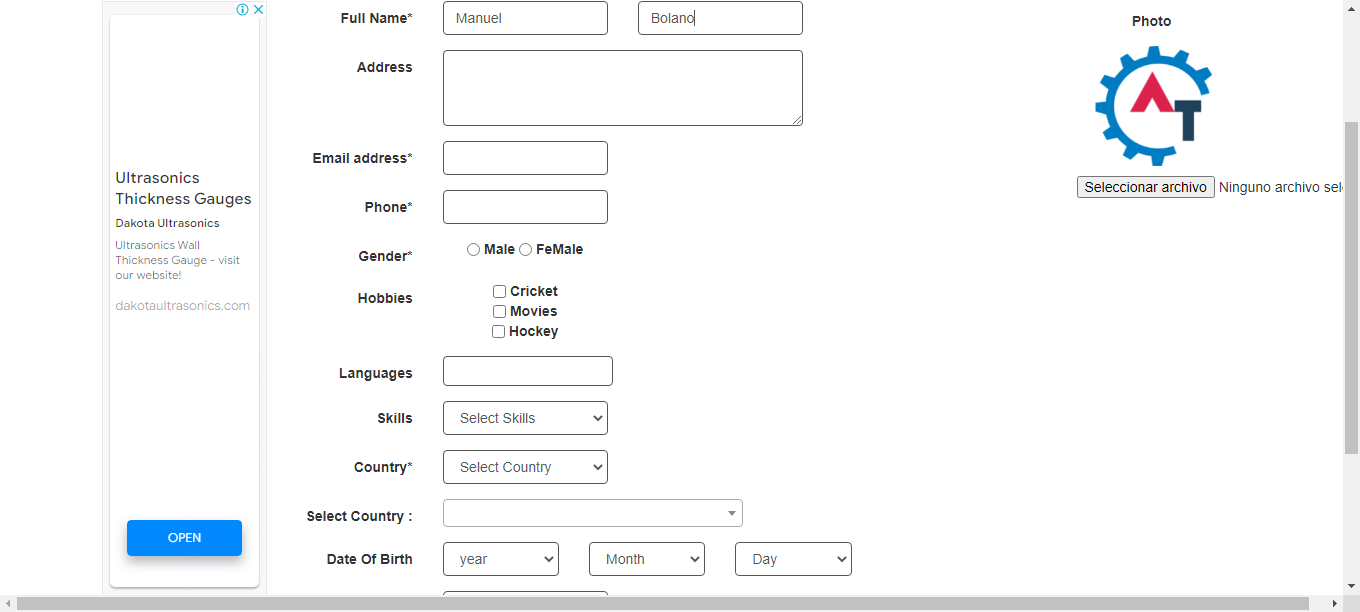 Full Name*
Manuel
Bolano
Photo
Address
AT
Email address*
Seleccionar archivo
Ninguno archivo sel
Ultrasonics
Thickness Gauges
Dakota Ultrasonics
Ultrasonics Wall
Thickness Gauge - visit
our website!
dakotaultrasonics.com
OPEN
Phone*
Gender*
Male FeMale
Hobbies
Cricket
Movies
Hockey
Languages
Skills
Select Skills
Country*
Select Country
Select Country :
Date Of Birth
year
Month
Day